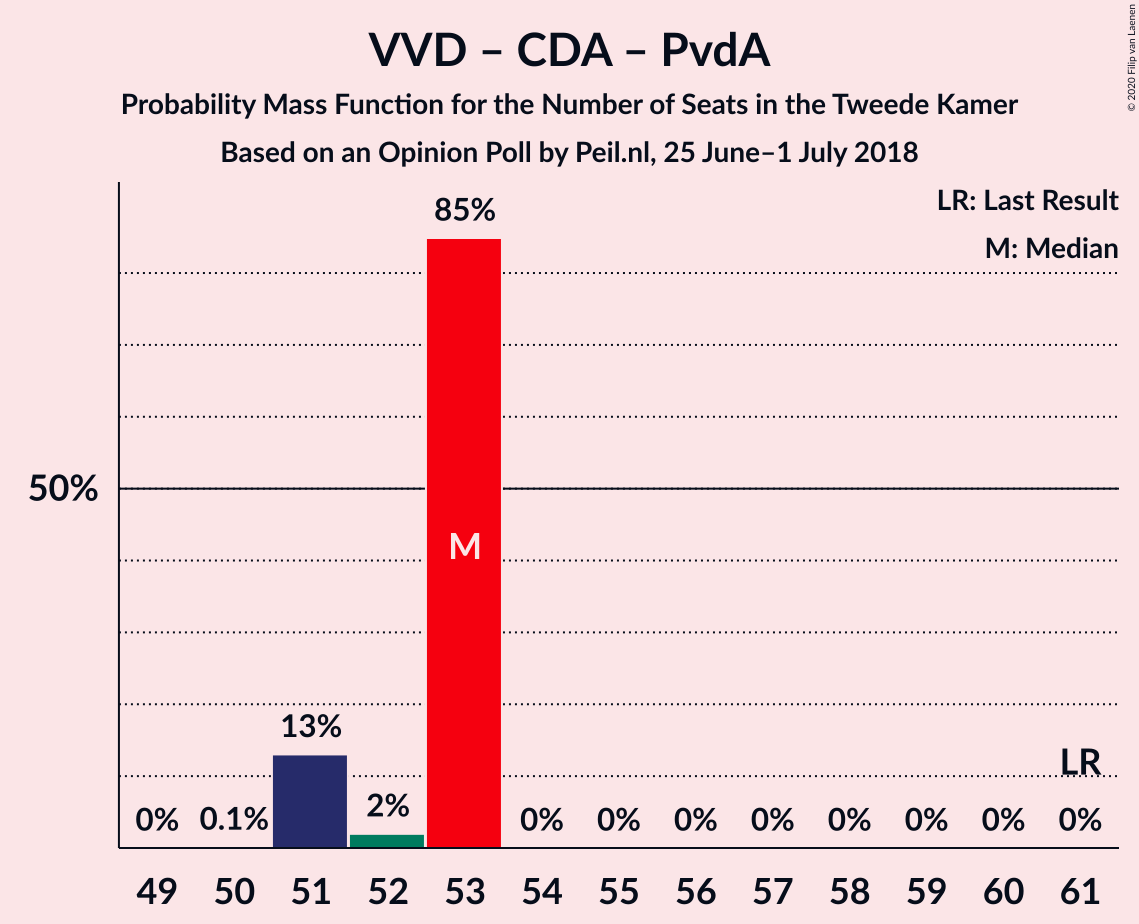 VVD – CDA – PvdA
Probability Mass Function for the Number of Seats in the Tweede Kamer
Based on an Opinion Poll by Peil.nl, 25 June–1 July 2018
© 2020 Filip van Laenen
LR: Last Result
M: Median
85%
50%
M
13%
LR
0% 0.1% 2% 0% 0% 0% 0% 0% 0% 0% 0%
49 50 51 52 53 54 55 56 57 58 59 60 61